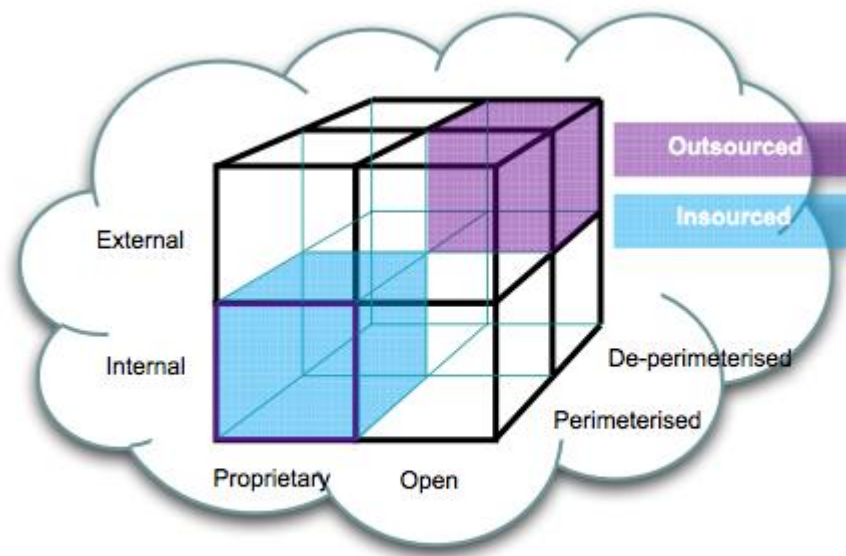 Outsourced
Insourced
External
Internal
De-perimeterised
Perimeterised
Proprietary
Open